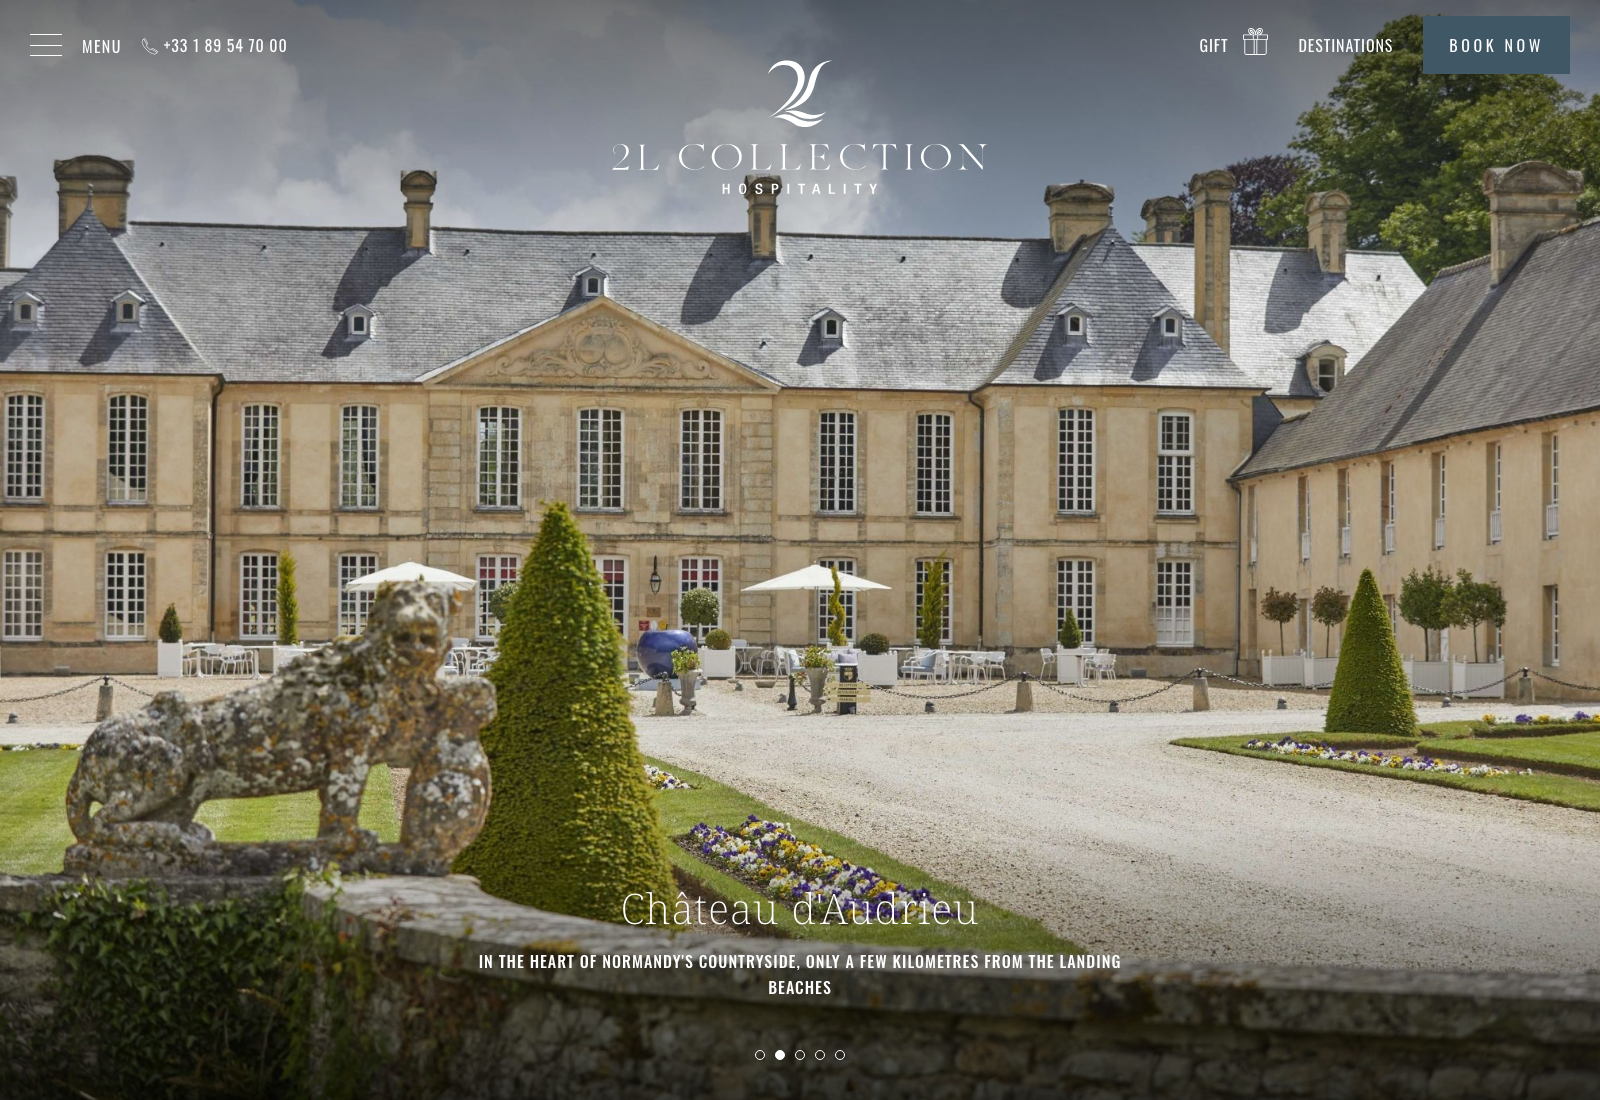 MENU
+33 1 89 54 70 00
GIFT
DESTINATIONS
BOOK NOW
2L COLLECTION
HOSPITALITY
Château d'Audrieu
IN THE HEART OF NORMANDY'S COUNTRYSIDE, ONLY A FEW KILOMETRES FROM THE LANDING
BEACHES